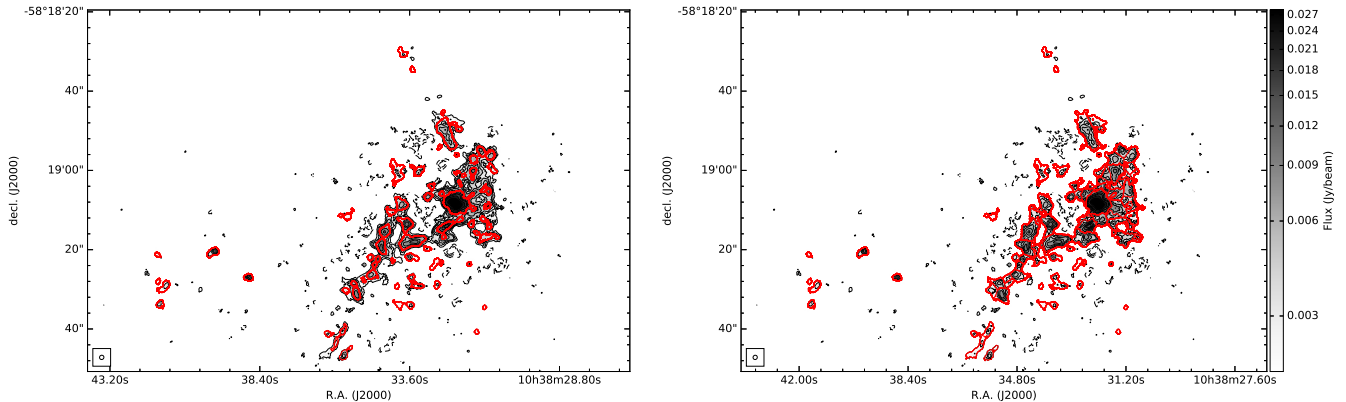 -58°18'20"
40"
19'00"
20"
40"
decl. (J2000)
43.20s 38.40s 33.60s 10h38m28.80s
R.A. (J2000)
-58°18'20"
40"
19'00"
20"
40"
decl. (J2000)
42.00s 38.40s 34.80s 31.20s 10h38m27.60s
R.A. (J2000)
0.027
0.024
0.021
0.018
0.015
0.012
0.009
0.006
0.003
Flux (Jy/beam)